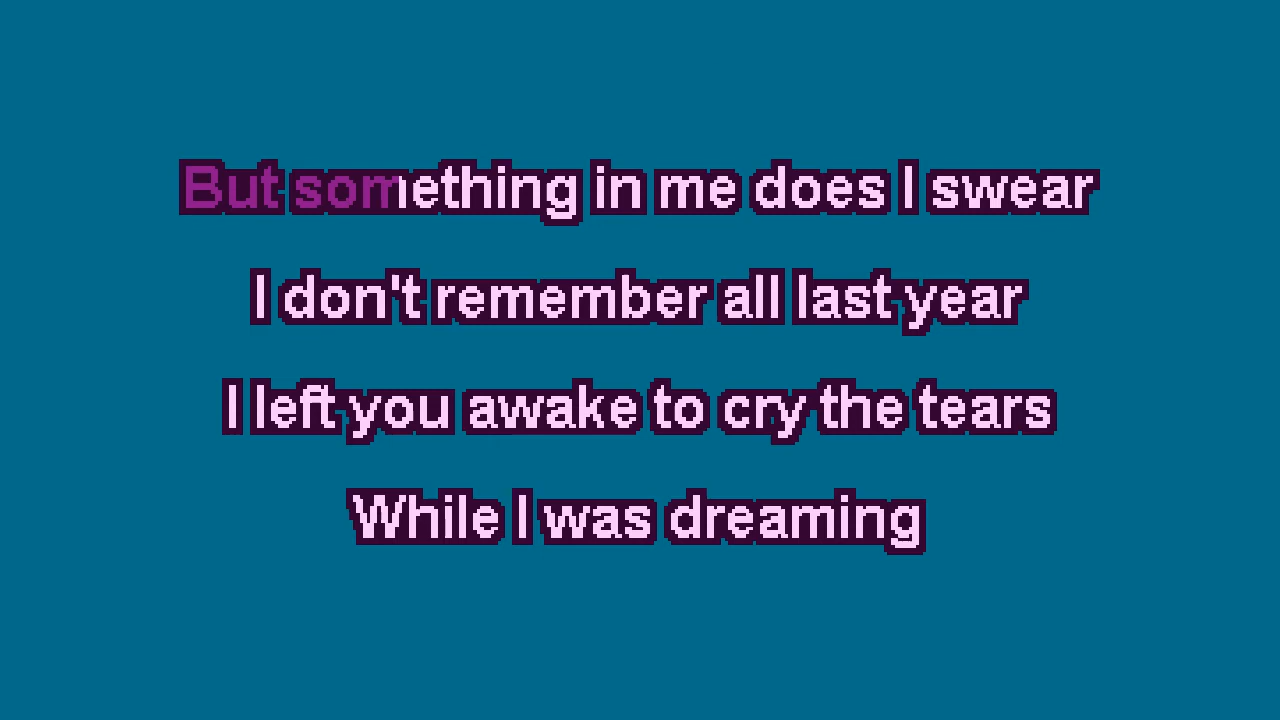 But something in me does I swear
I don't remember all last year
I left you awake to cry the tears
While I was dreaming